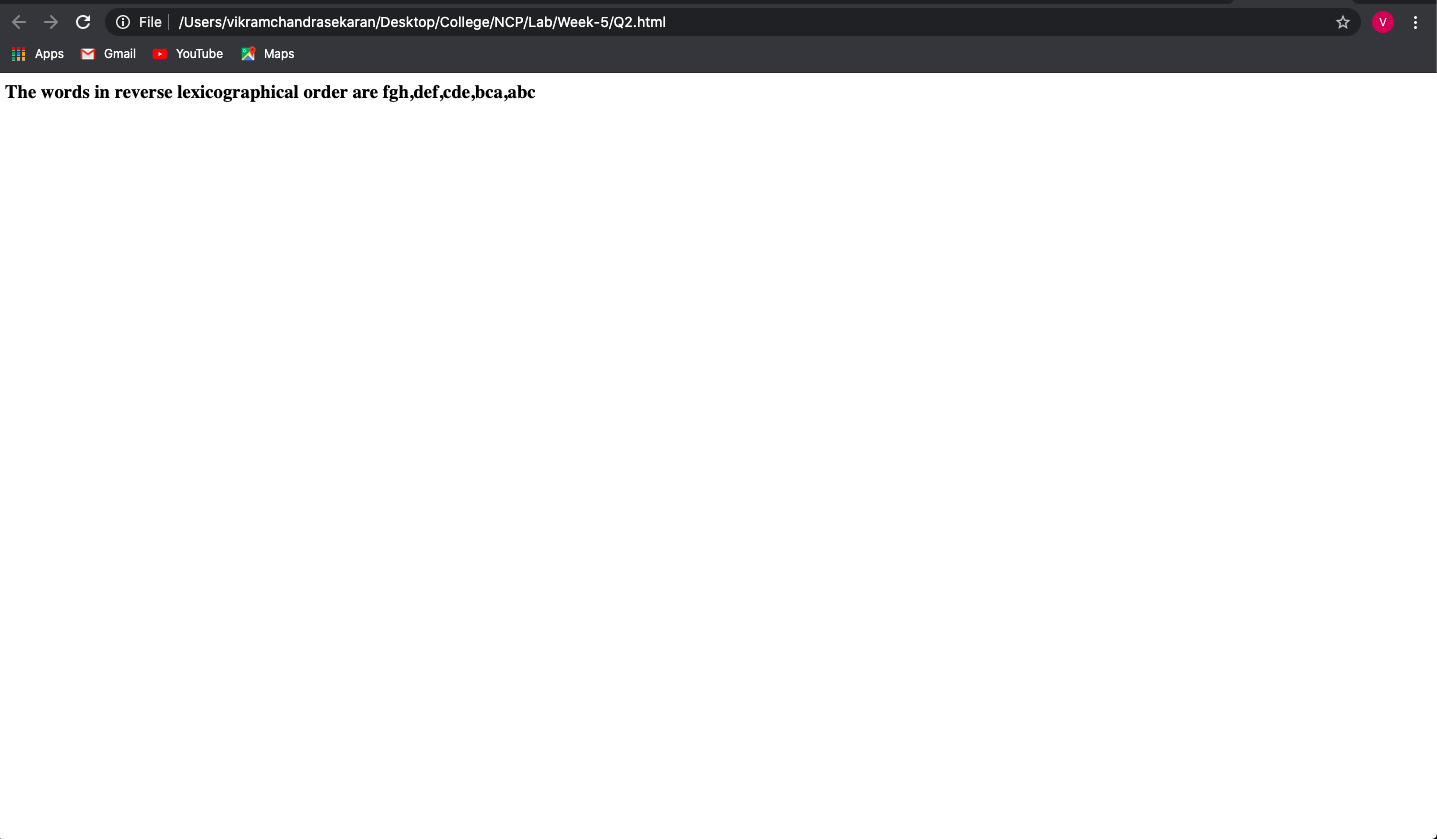 File /Users/vikramchandrasekaran/Desktop/College/NCP/Lab/Week-5/Q2.html V
Apps Gmail YouTube Maps
The words in reverse lexicographical order are fgh,def,cde,bca,abc